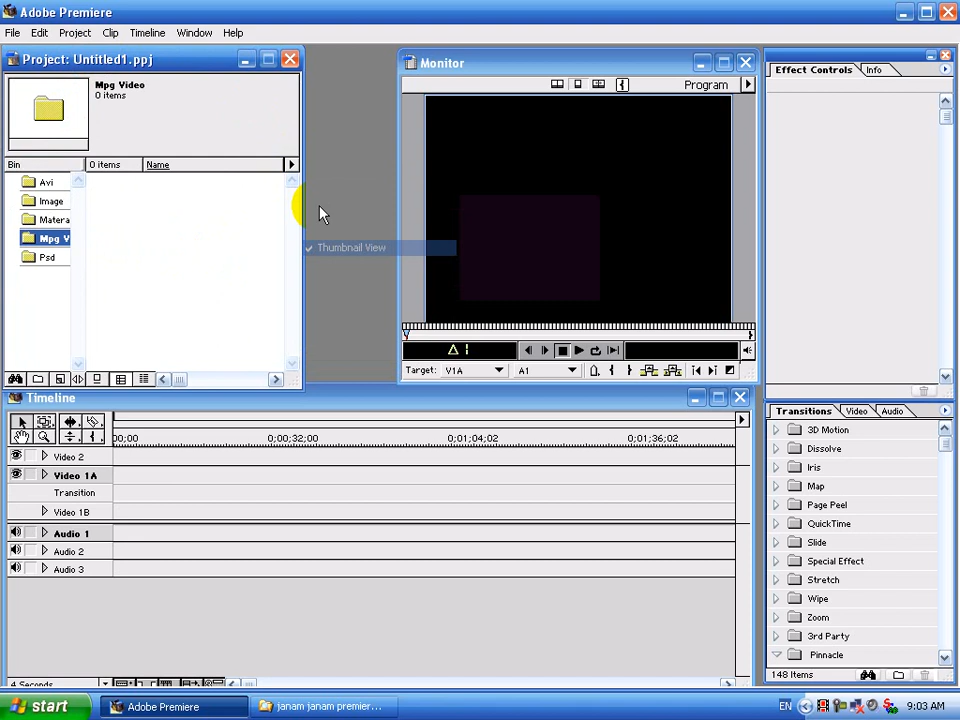 Adobe Premiere
File Edit Project Clip Timeline Window Help
Project: Untitled1.ppj
Mpg Video
0 items
Bin 0 items Name
Avi
Image
Matera
Mpg V
Psd
Thumbnail View
Monitor
Program
Target: V1A A1
Effect Controls Info
Timeline
00;00 0;00;32;00 0;01;04;02 0;01;36;02
Video 2
Video 1A
Transition
Video 1B
Audio 1
Audio 2
Audio 3
4 Seconds
Transitions Video Audio
3D Motion
Dissolve
Iris
Map
Page Peel
QuickTime
Slide
Special Effect
Stretch
Wipe
Zoom
3rd Party
Pinnacle
148 Items
start Adobe Premiere janam janam premier... EN 9:03 AM